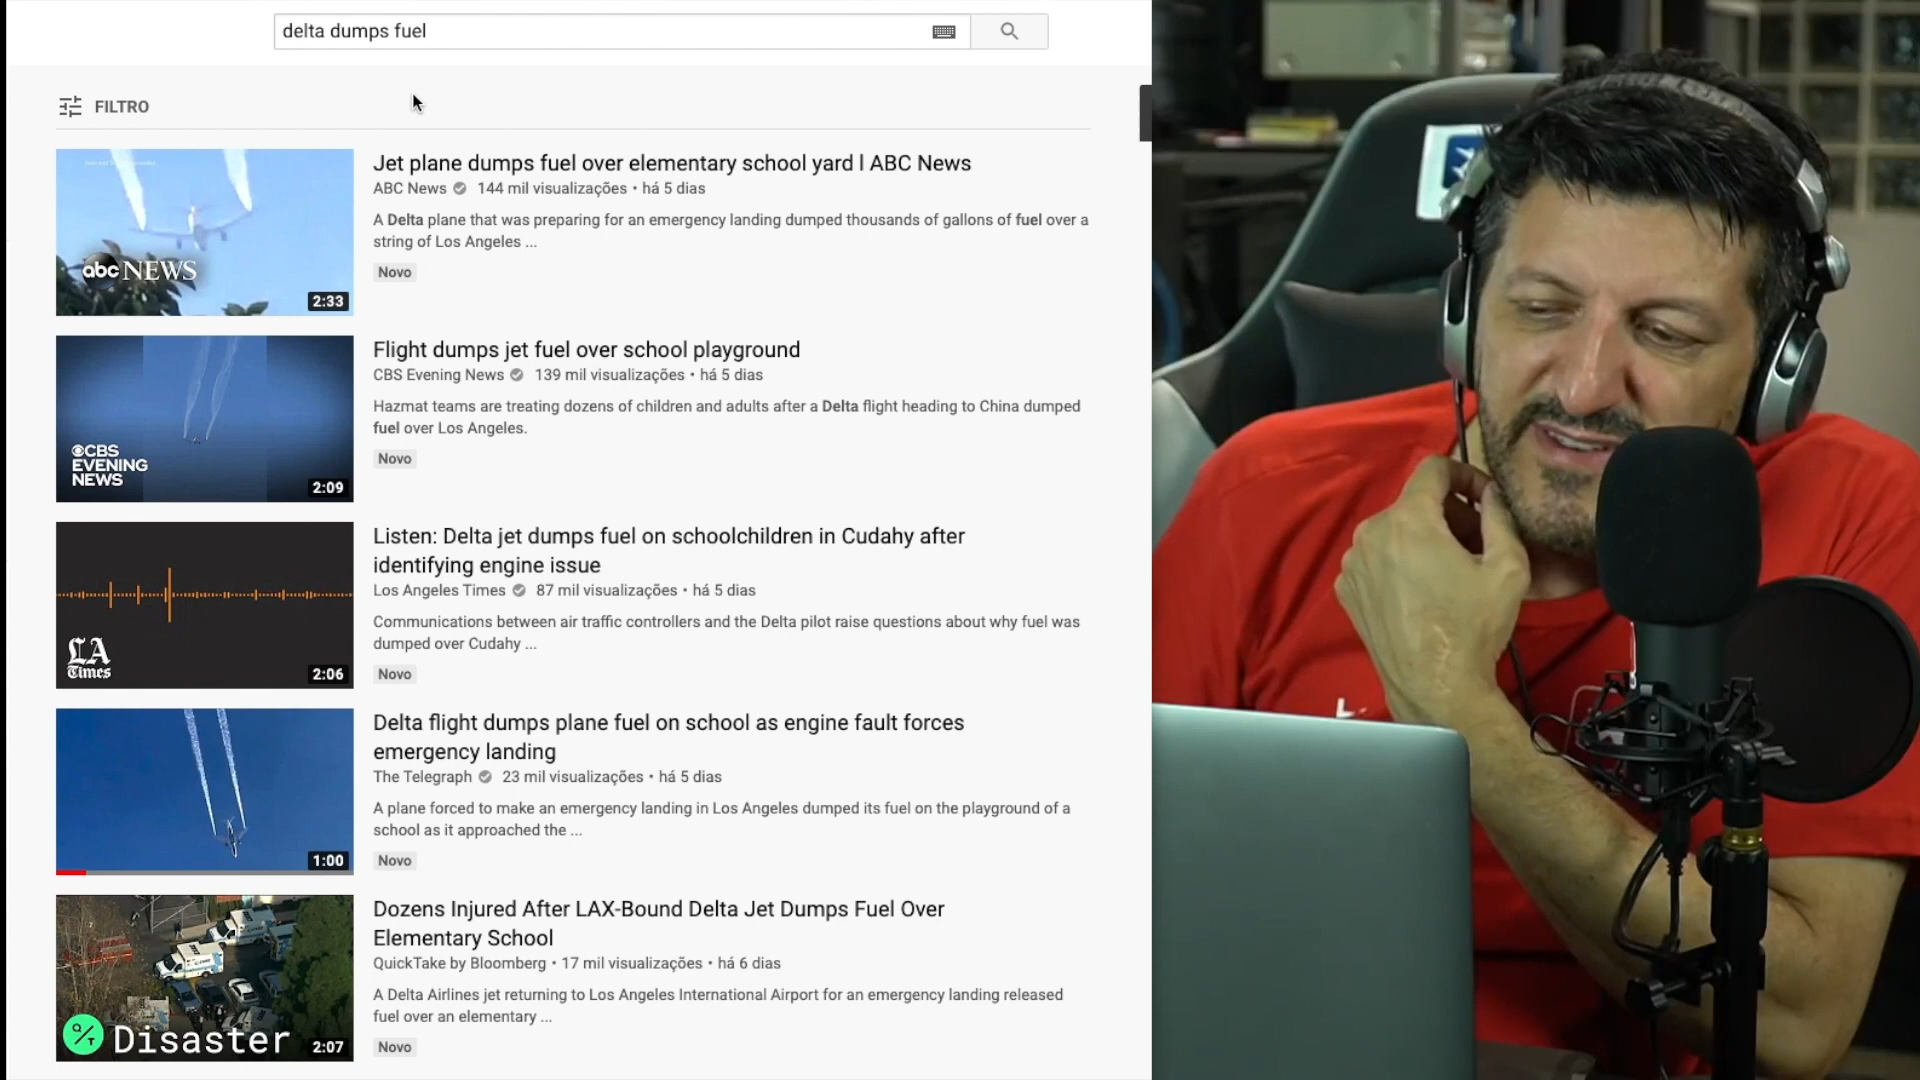 delta dumps fuel
FILTRO
Jet plane dumps fuel over elementary school yard l ABC News
ABC News 144 mil visualizações • há 5 dias
A Delta plane that was preparing for an emergency landing dumped thousands of gallons of fuel over a
string of Los Angeles ...
Novo
abc NEWS
2:33
Flight dumps jet fuel over school playground
CBS Evening News 139 mil visualizações • há 5 dias
Hazmat teams are treating dozens of children and adults after a Delta flight heading to China dumped
fuel over Los Angeles.
Novo
CBS
EVENING
NEWS
2:09
Listen: Delta jet dumps fuel on schoolchildren in Cudahy after
identifying engine issue
Los Angeles Times 87 mil visualizações • há 5 dias
Communications between air traffic controllers and the Delta pilot raise questions about why fuel was
dumped over Cudahy ...
Novo
LA
Times
2:06
Delta flight dumps plane fuel on school as engine fault forces
emergency landing
The Telegraph 23 mil visualizações • há 5 dias
A plane forced to make an emergency landing in Los Angeles dumped its fuel on the playground of a
school as it approached the ...
Novo
1:00
Dozens Injured After LAX-Bound Delta Jet Dumps Fuel Over
Elementary School
QuickTake by Bloomberg • 17 mil visualizações • há 6 dias
A Delta Airlines jet returning to Los Angeles International Airport for an emergency landing released
fuel over an elementary ...
Novo
Disaster
2:07